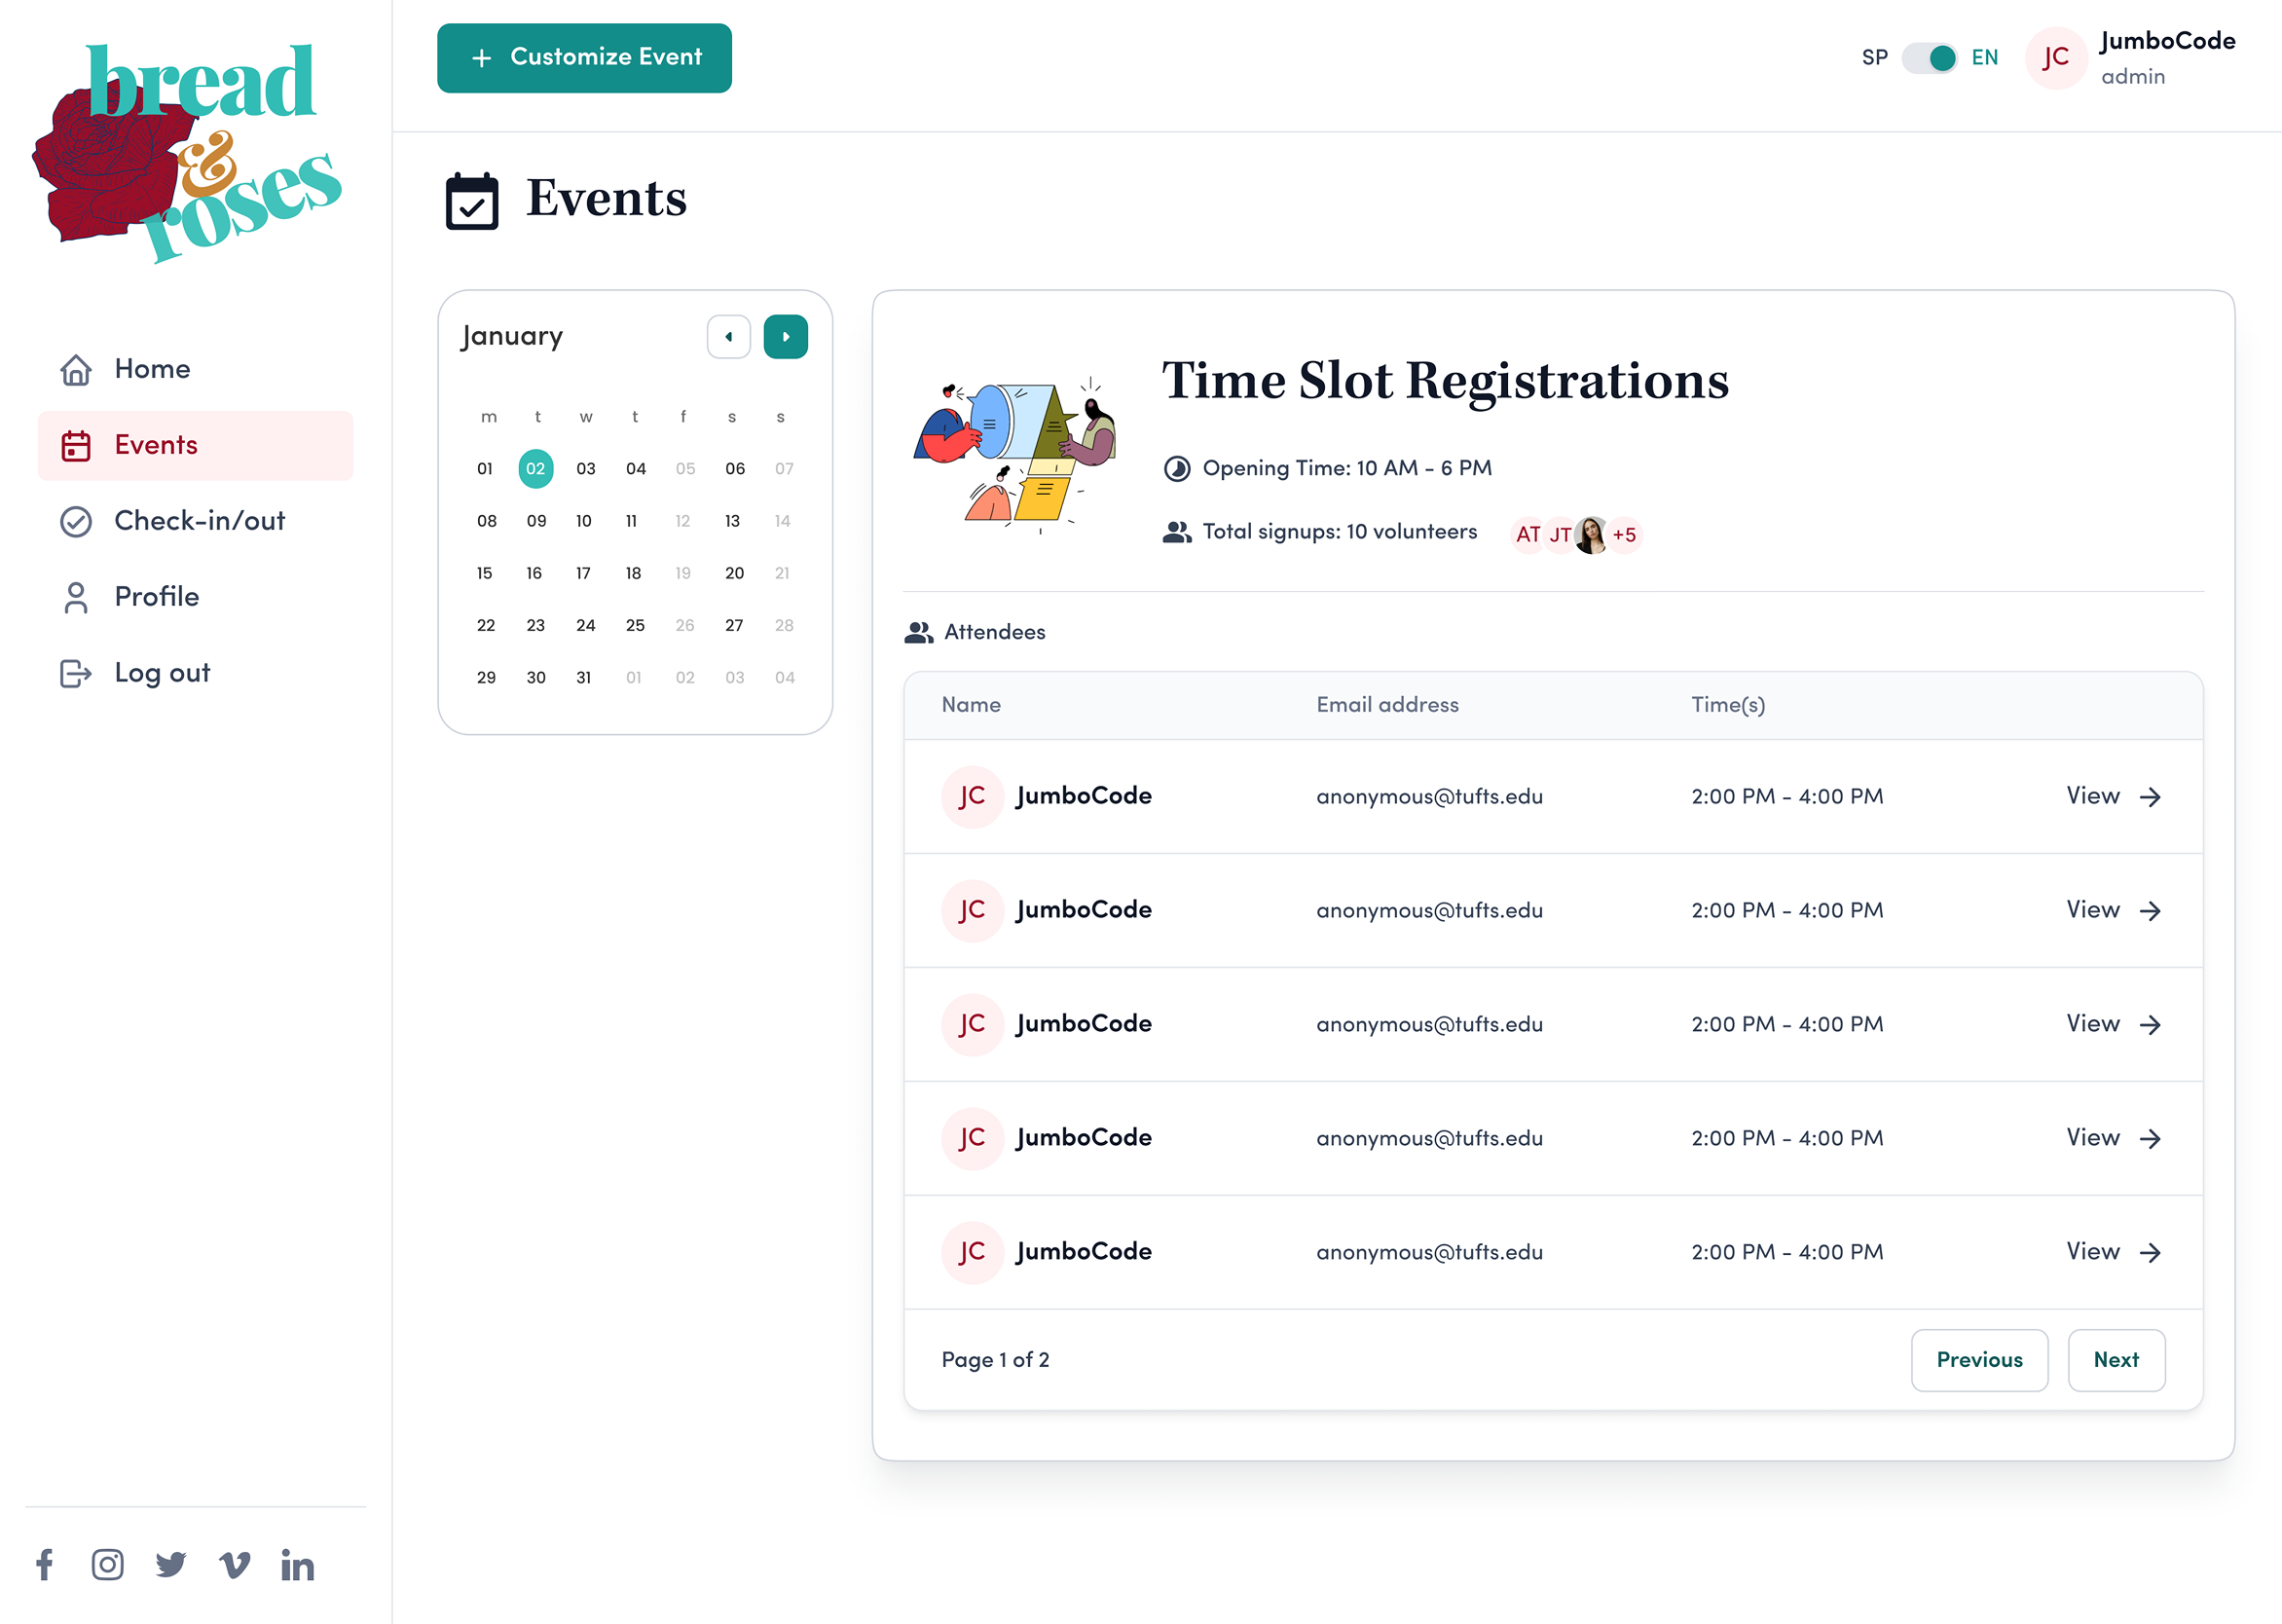 bread
&
roses
Home
Events
Check-in/out
Profile
Log out
+ Customize Event
SP EN
JC
JumboCode
admin
Events
January
m t w t f s s
01 02 03 04 05 06 07
08 09 10 11 12 13 14
15 16 17 18 19 20 21
22 23 24 25 26 27 28
29 30 31 01 02 03 04
Time Slot Registrations
Opening Time: 10 AM - 6 PM
Total signups: 10 volunteers AT JT +5
Attendees
Name Email address Time(s)
JC JumboCode anonymous@tufts.edu 2:00 PM - 4:00 PM View
JC JumboCode anonymous@tufts.edu 2:00 PM - 4:00 PM View
JC JumboCode anonymous@tufts.edu 2:00 PM - 4:00 PM View
JC JumboCode anonymous@tufts.edu 2:00 PM - 4:00 PM View
JC JumboCode anonymous@tufts.edu 2:00 PM - 4:00 PM View
Page 1 of 2 Previous Next